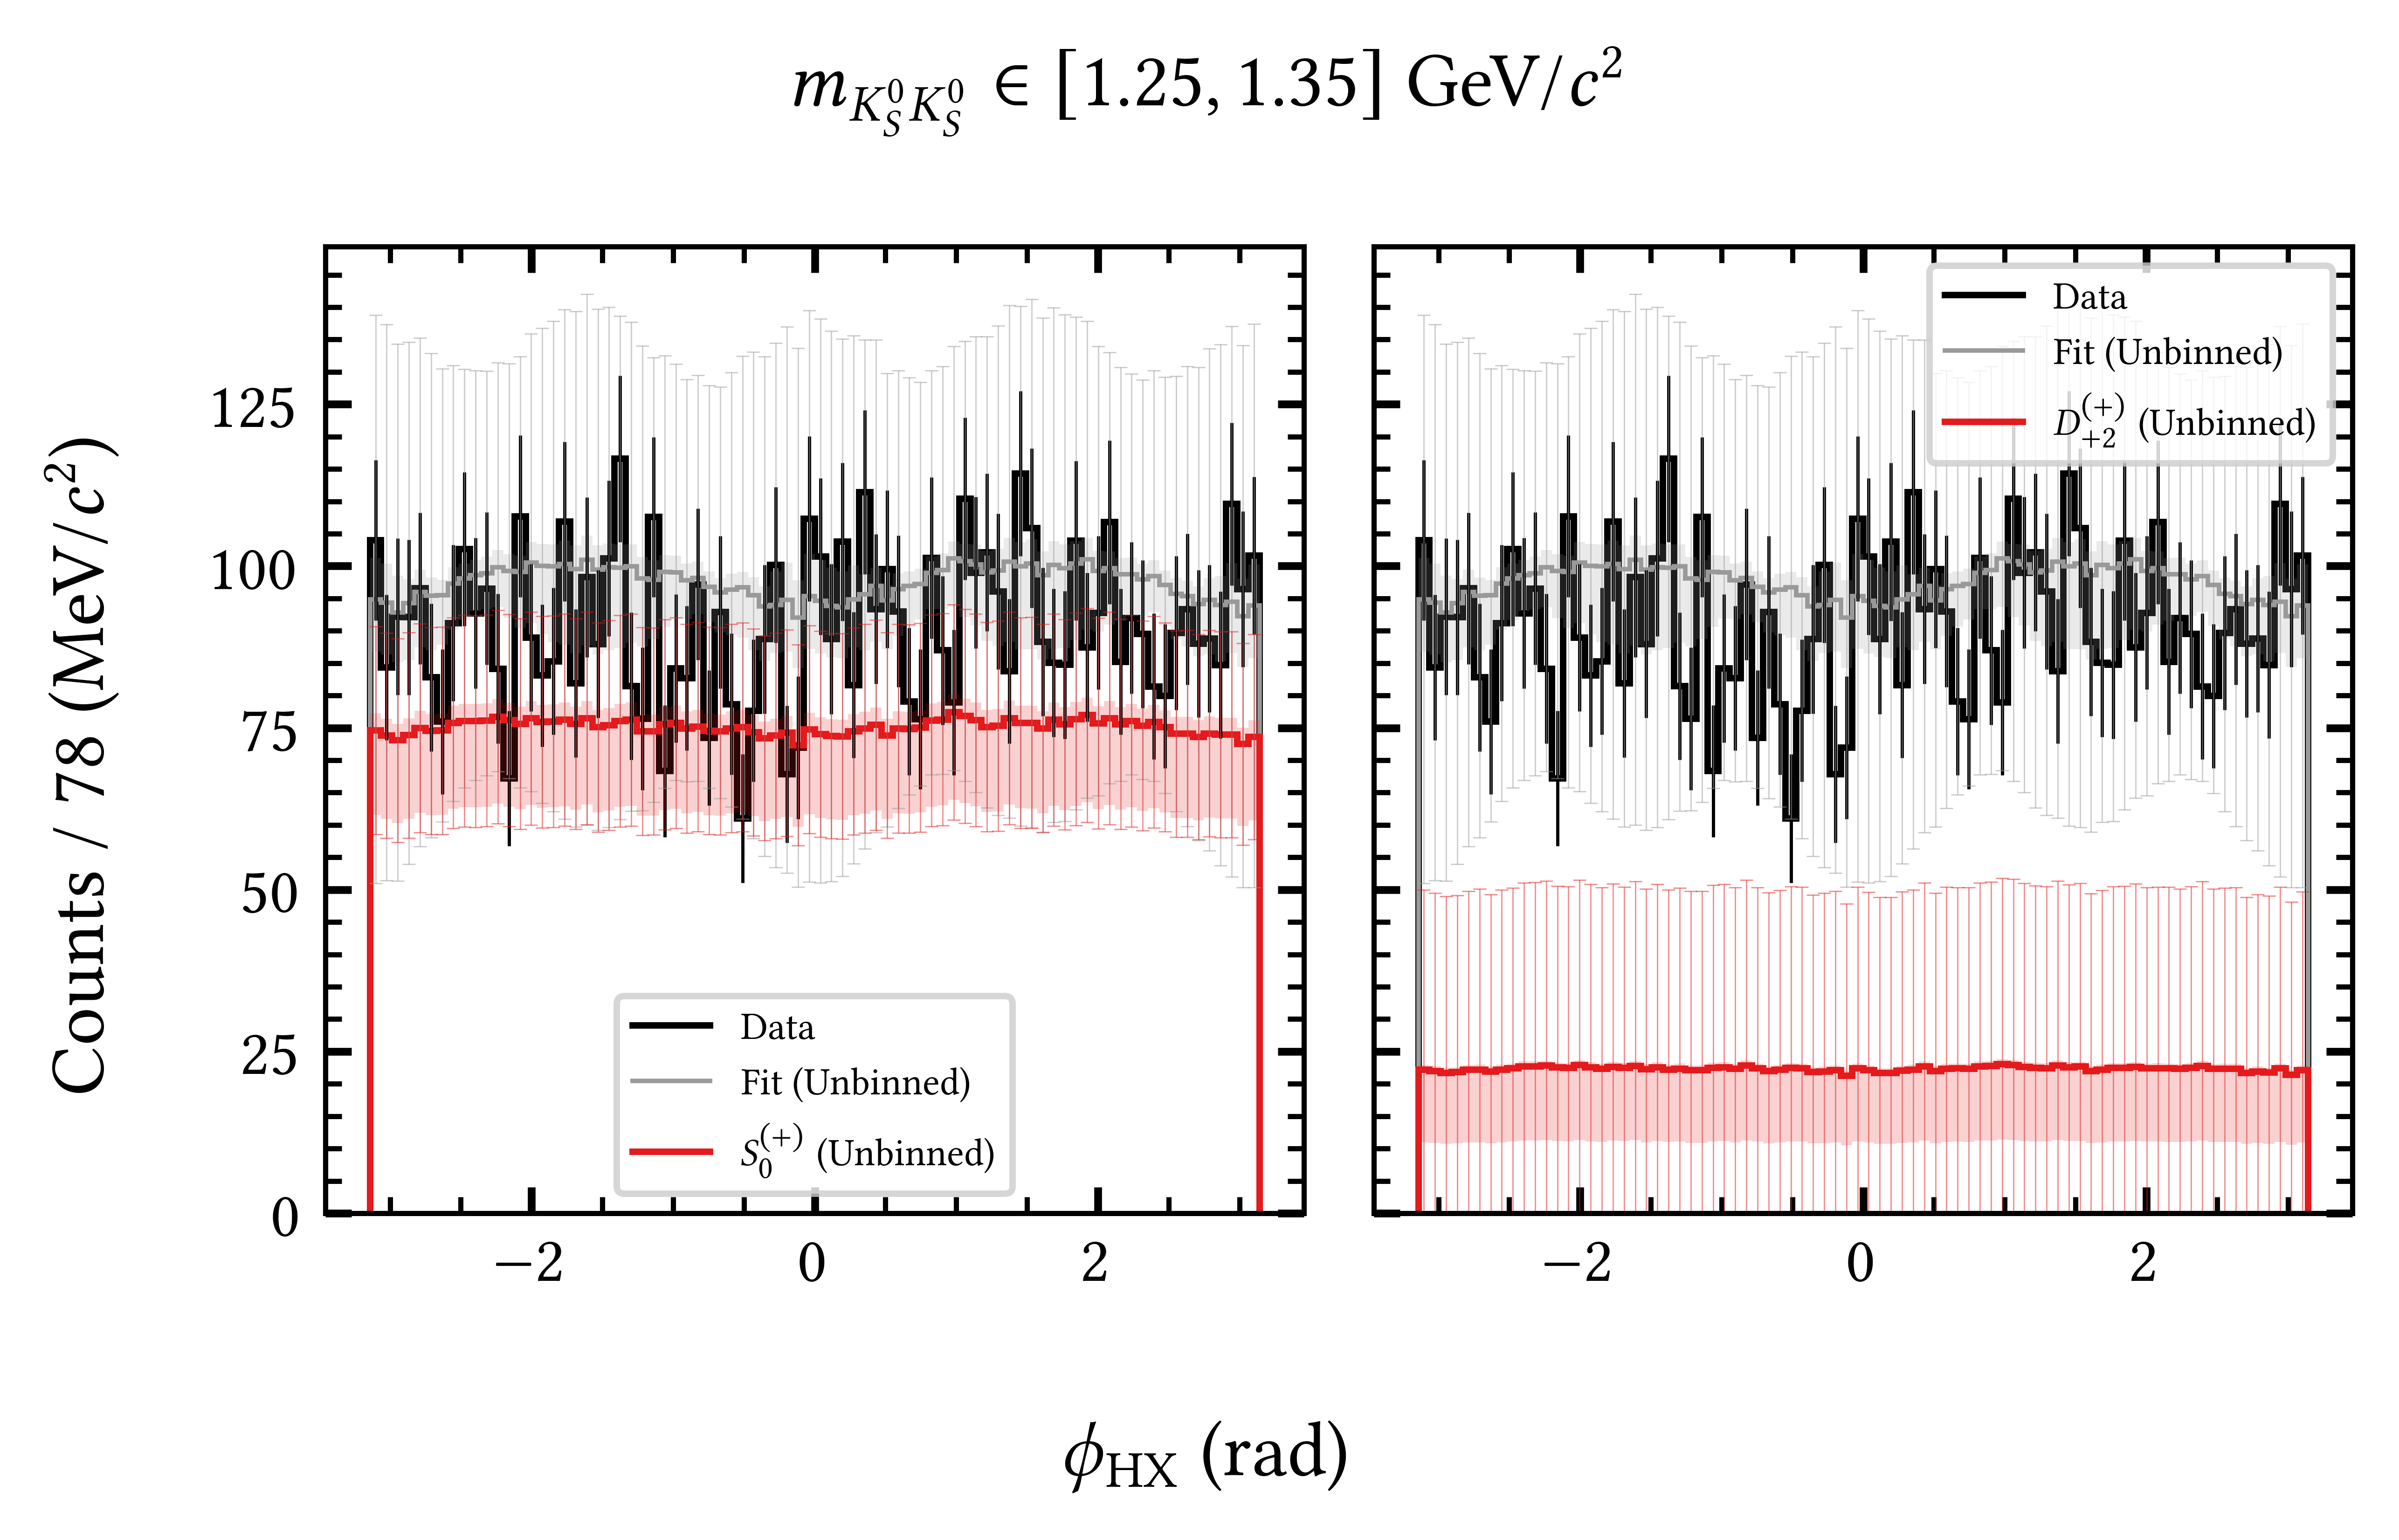 m_{K_S^0 K_S^0} ∈ [1.25, 1.35] GeV/c²
Counts / 78 (MeV/c²)
125
100
75
50
25
0
Data
Fit (Unbinned)
S_0^{(+)} (Unbinned)
Data
Fit (Unbinned)
D_{+2}^{(+)} (Unbinned)
−2 0 2
−2 0 2
ϕ_{HX} (rad)